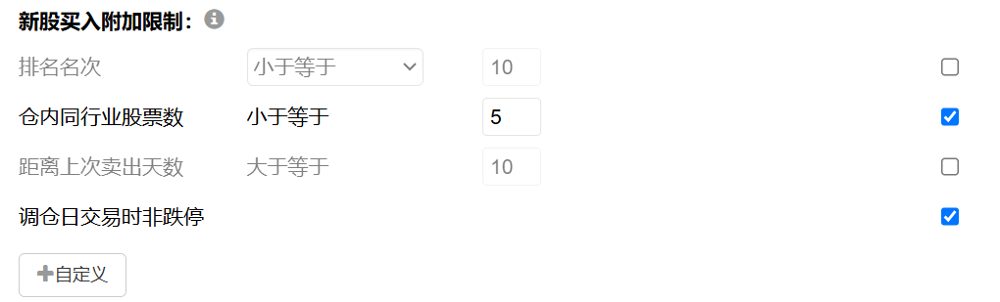 新股买入附加限制：
排名名次 小于等于 10
仓内同行业股票数 小于等于 5
距离上次卖出天数 大于等于 10
调仓日交易时非跌停
自定义